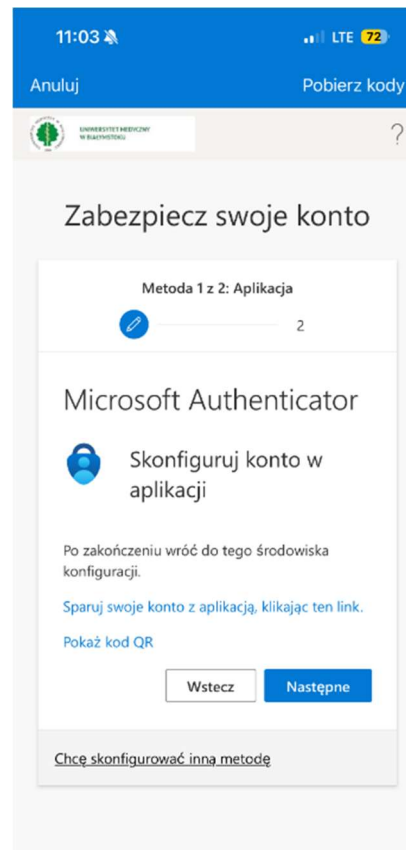 11:03
LTE 72
Anuluj
Pobierz kody
UNIWERSYTET MEDYCZNY
W BIAŁYMSTOKU
?
Zabezpiecz swoje konto
Metoda 1 z 2: Aplikacja
2
Microsoft Authenticator
Skonfiguruj konto w
aplikacji
Po zakończeniu wróć do tego środowiska
konfiguracji.
Sparuj swoje konto z aplikacją, klikając ten link.
Pokaż kod QR
Wstecz
Następne
Chcę skonfigurować inną metodę